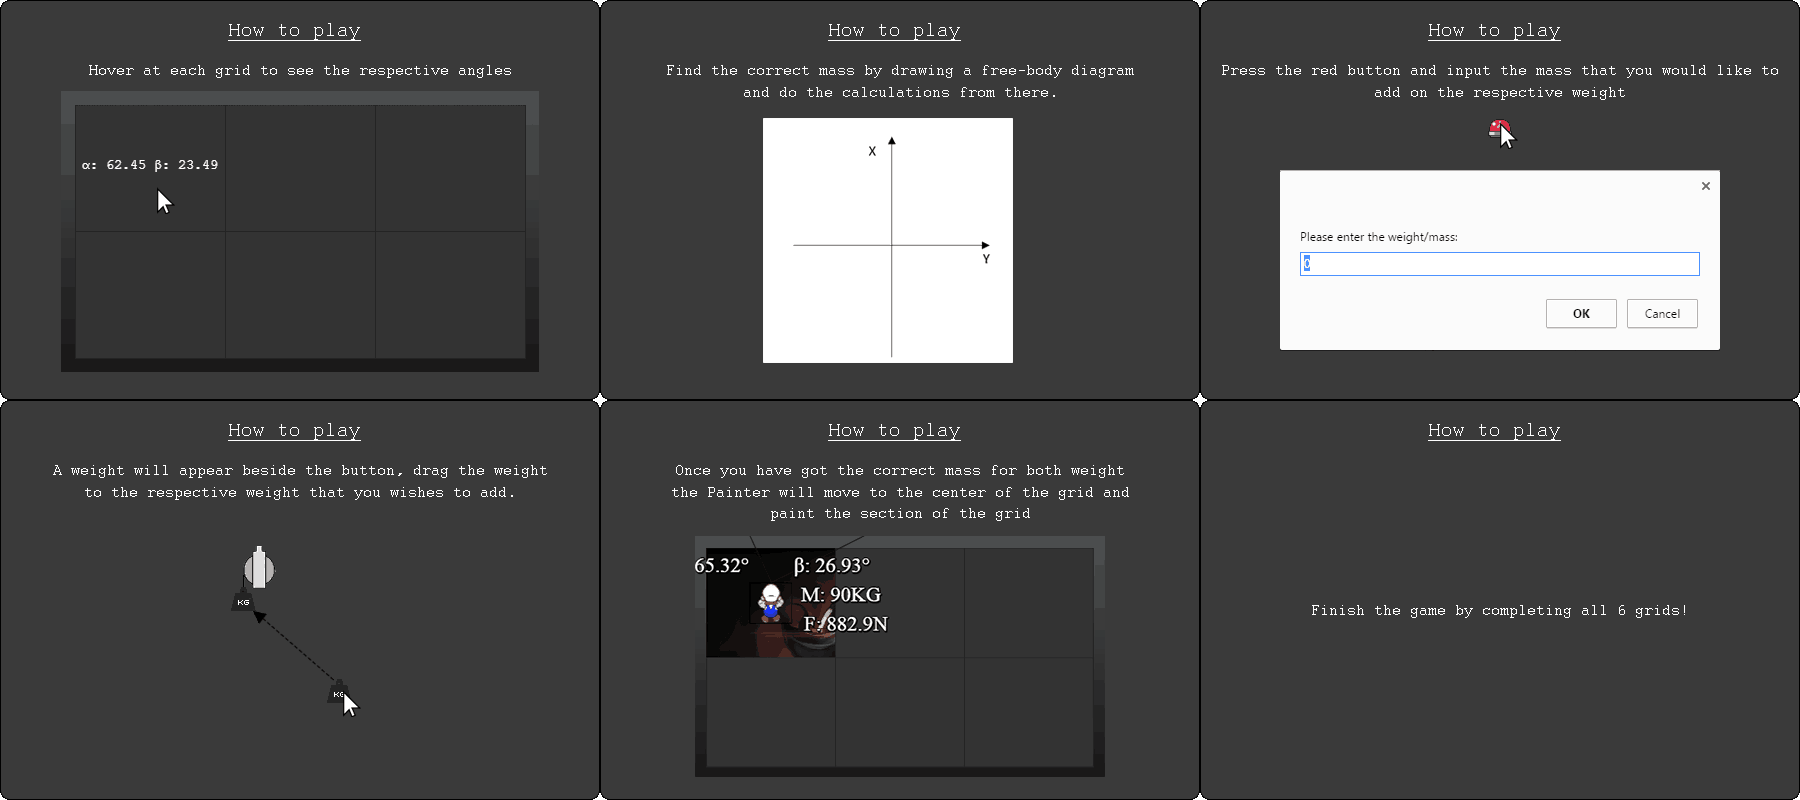 How to play
Hover at each grid to see the respective angles
α: 62.45 β: 23.49
How to play
Find the correct mass by drawing a free-body diagram
and do the calculations from there.
X
Y
How to play
Press the red button and input the mass that you would like to
add on the respective weight
Please enter the weight/mass:
0
OK
Cancel
How to play
A weight will appear beside the button, drag the weight
to the respective weight that you wishes to add.
KG
KG
How to play
Once you have got the correct mass for both weight
the Painter will move to the center of the grid and
paint the section of the grid
65.32° β: 26.93°
M: 90KG
F: 882.9N
How to play
Finish the game by completing all 6 grids!